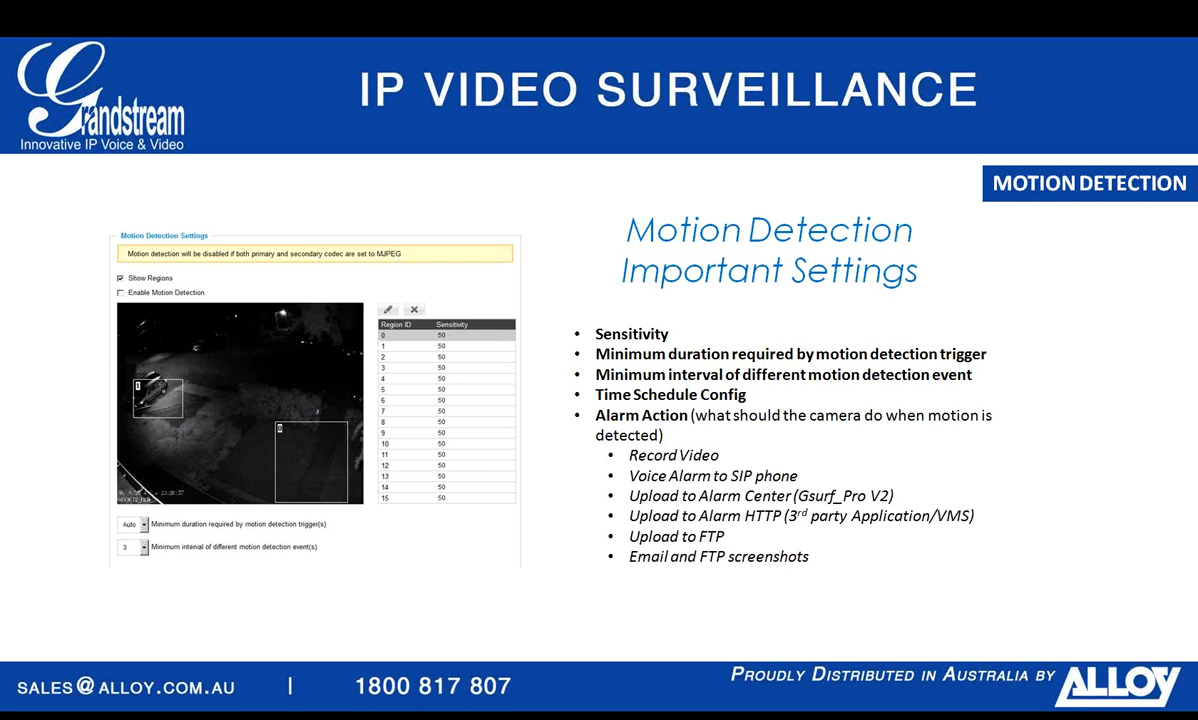 Grandstream
Innovative IP Voice & Video
IP VIDEO SURVEILLANCE
MOTION DETECTION
Motion Detection Settings
Motion detection will be disabled if both primary and secondary codec are set to MJPEG
Show Regions
Enable Motion Detection
1
0
Region ID Sensitivity
0 50
1 50
2 50
3 50
4 50
5 50
6 50
7 50
8 50
9 50
10 50
11 50
12 50
13 50
14 50
15 50
Auto Minimum duration required by motion detection trigger(s)
3 Minimum interval of different motion detection event(s)
Motion Detection
Important Settings
• Sensitivity
• Minimum duration required by motion detection trigger
• Minimum interval of different motion detection event
• Time Schedule Config
• Alarm Action (what should the camera do when motion is
detected)
• Record Video
• Voice Alarm to SIP phone
• Upload to Alarm Center (Gsurf_Pro V2)
• Upload to Alarm HTTP (3rd party Application/VMS)
• Upload to FTP
• Email and FTP screenshots
SALES@ALLOY.COM.AU | 1800 817 807
PROUDLY DISTRIBUTED IN AUSTRALIA BY ALLOY